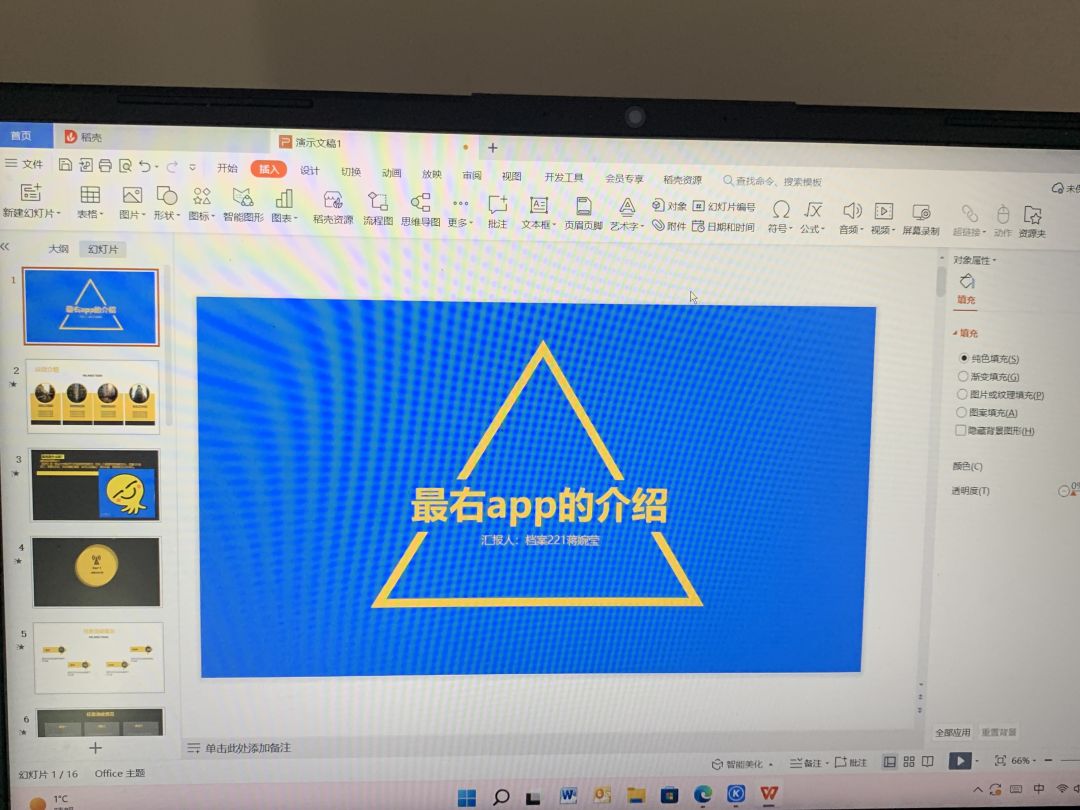 首页
稻壳
演示文稿1
文件
开始
插入
设计
切换
动画
放映
审阅
视图
开发工具
会员专享
稻壳资源
查找命令、搜索模板
新建幻灯片
表格
图片
形状
图标
智能图形
图表
稻壳资源
流程图
思维导图
更多
批注
文本框
页眉页脚
艺术字
对象
幻灯片编号
附件
日期和时间
符号
公式
音频
视频
屏幕录制
超链接
动作
资源夹
大纲
幻灯片
1
最右app的介绍
2
3
4
5
6
最右app的介绍
汇报人：档案221蒋婉莹
对象属性
填充
填充
纯色填充(S)
渐变填充(G)
图片或纹理填充(P)
图案填充(A)
隐藏背景图形(H)
颜色(C)
透明度(T)
0%
全部应用
重置背景
单击此处添加备注
幻灯片 1 / 16
Office 主题
智能美化
备注
批注
66%
1°C
中